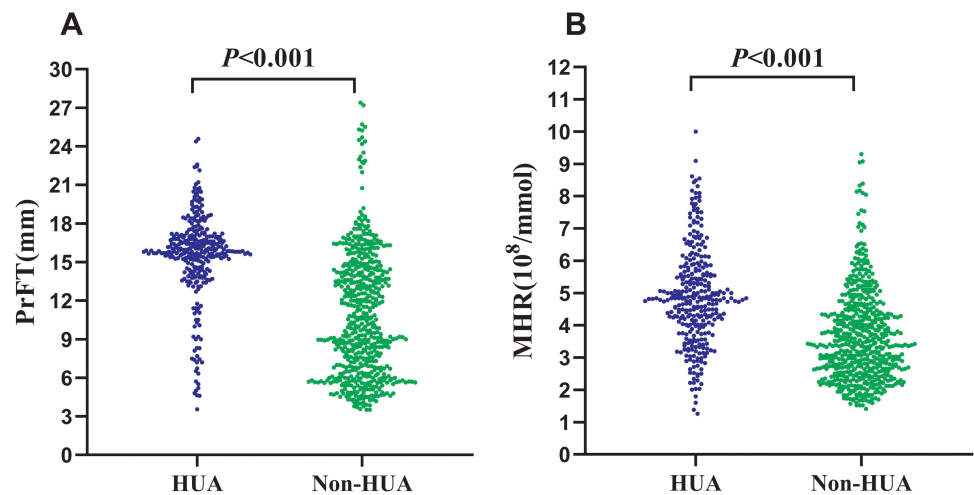 A
P<0.001
PrFT(mm)
30
27
24
21
18
15
12
9
6
3
0
HUA
Non-HUA
B
P<0.001
MHR(10⁸/mmol)
12
11
10
9
8
7
6
5
4
3
2
1
0
HUA
Non-HUA